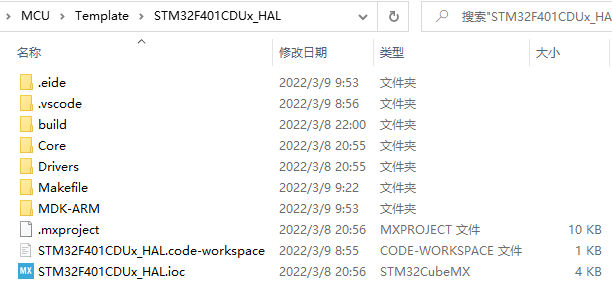 MCU > Template > STM32F401CDUx_HAL 搜索"STM32F401CDUx_HA
名称 修改日期 类型 大小
.eide 2022/3/9 9:53 文件夹
.vscode 2022/3/9 8:56 文件夹
build 2022/3/8 22:00 文件夹
Core 2022/3/8 20:55 文件夹
Drivers 2022/3/8 20:55 文件夹
Makefile 2022/3/9 9:22 文件夹
MDK-ARM 2022/3/9 9:53 文件夹
.mxproject 2022/3/8 20:56 MXPROJECT 文件 10 KB
STM32F401CDUx_HAL.code-workspace 2022/3/9 8:55 CODE-WORKSPACE 文件 1 KB
MX STM32F401CDUx_HAL.ioc 2022/3/8 20:56 STM32CubeMX 4 KB